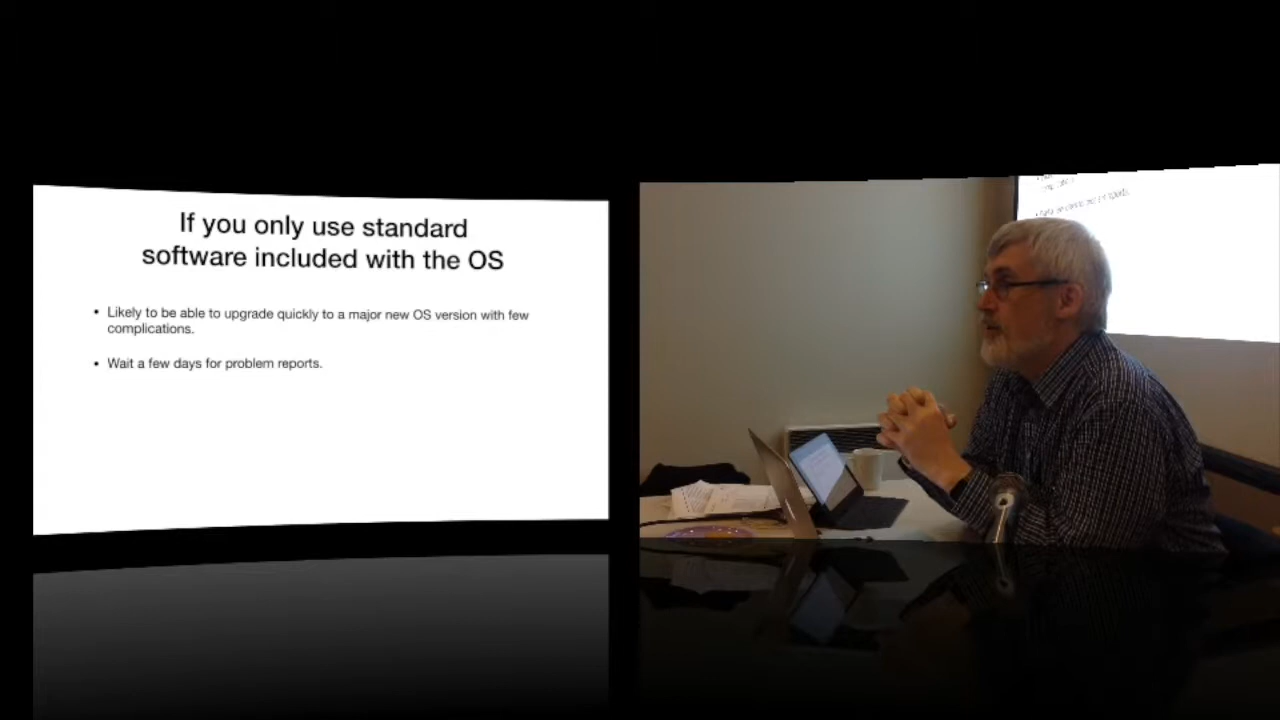 If you only use standard
software included with the OS
• Likely to be able to upgrade quickly to a major new OS version with few
complications.
• Wait a few days for problem reports.